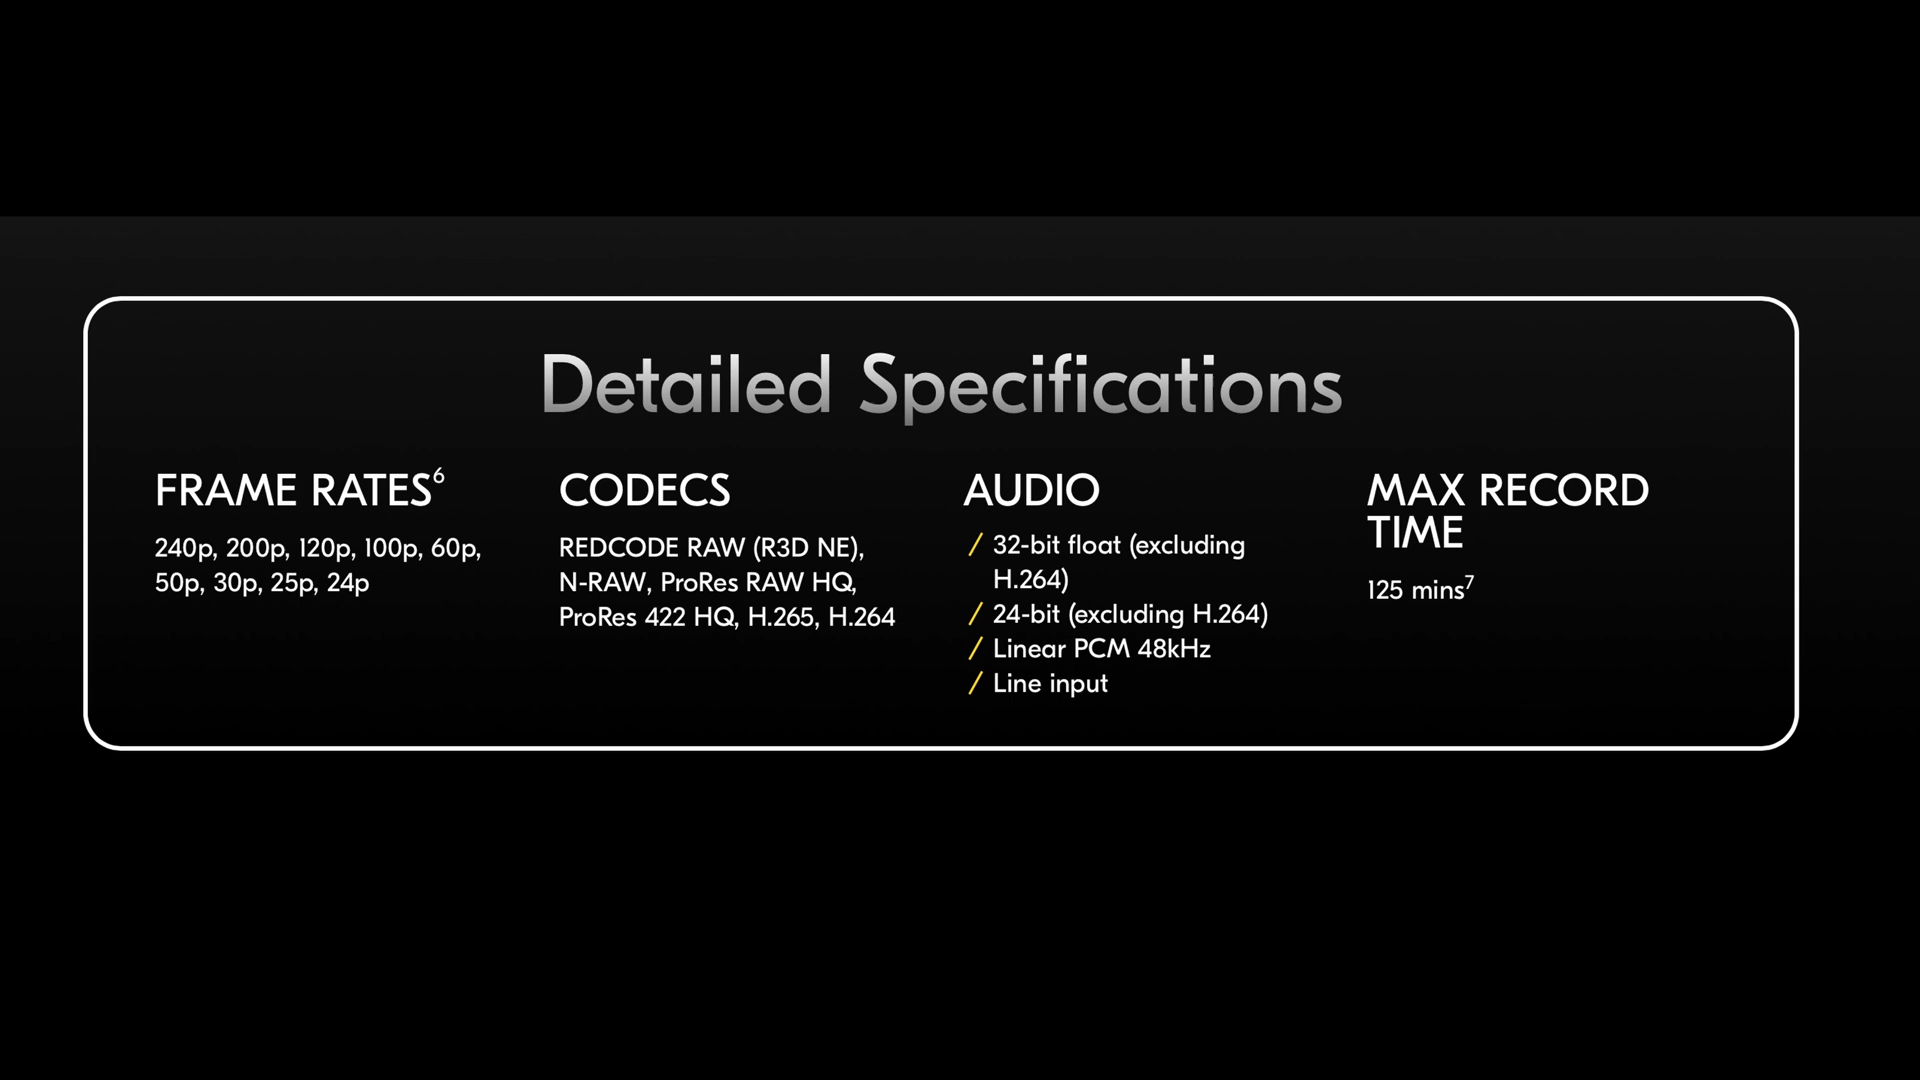 Detailed Specifications
FRAME RATES⁶
240p, 200p, 120p, 100p, 60p,
50p, 30p, 25p, 24p
CODECS
REDCODE RAW (R3D NE),
N-RAW, ProRes RAW HQ,
ProRes 422 HQ, H.265, H.264
AUDIO
/ 32-bit float (excluding
H.264)
/ 24-bit (excluding H.264)
/ Linear PCM 48kHz
/ Line input
MAX RECORD
TIME
125 mins⁷